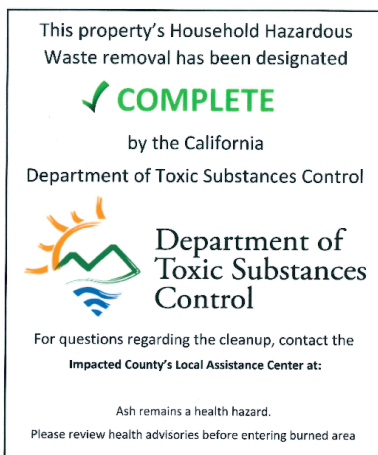 This property's Household Hazardous
Waste removal has been designated
✓ COMPLETE
by the California
Department of Toxic Substances Control
Department of
Toxic Substances
Control
For questions regarding the cleanup, contact the
Impacted County's Local Assistance Center at:
Ash remains a health hazard.
Please review health advisories before entering burned area